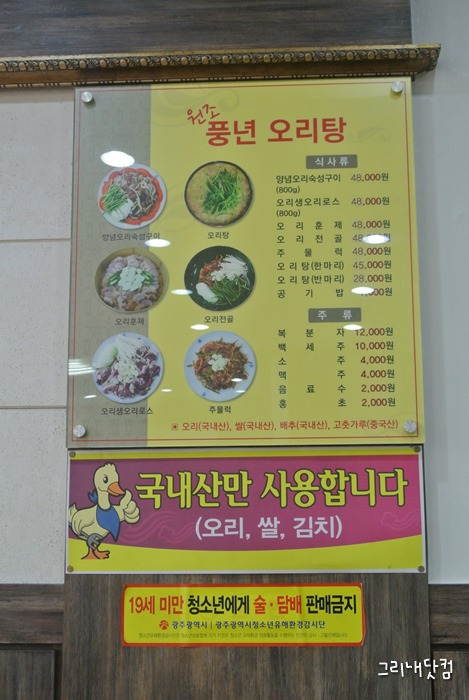 원조
풍년 오리탕
식사류
양념오리숙성구이 48,000원
(800g)
오리생오리로스 48,000원
(800g)
오리훈제 48,000원
오리전골 48,000원
주물럭 48,000원
오리탕(한마리) 45,000원
오리탕(반마리) 28,000원
공기밥
주류
복분자 12,000원
백세주 10,000원
소주 4,000원
맥주 4,000원
음료수 2,000원
홍초 2,000원
양념오리숙성구이
오리탕
오리훈제
오리전골
오리생오리로스
주물럭
※ 오리(국내산), 쌀(국내산), 배추(국내산), 고춧가루(중국산)
국내산만 사용합니다
(오리, 쌀, 김치)
19세 미만 청소년에게 술·담배 판매금지
광주광역시 | 광주광역시청소년유해환경감시단
그리내닷컴